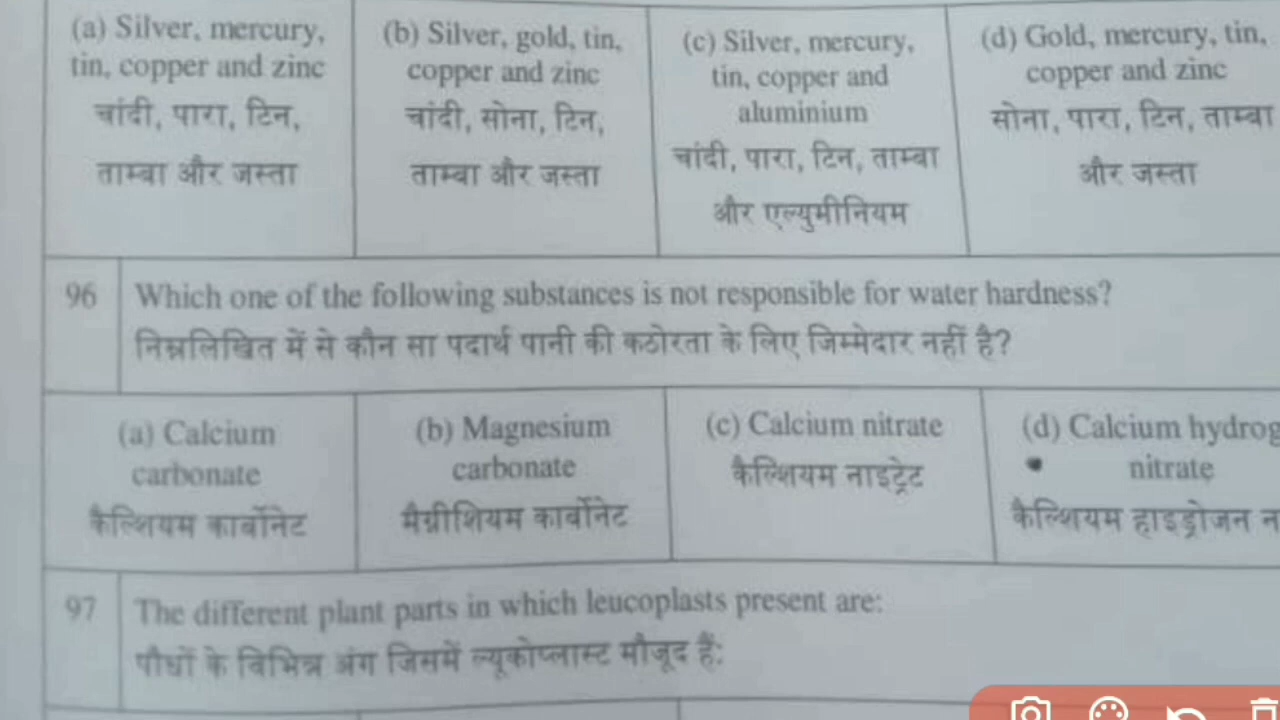 (a) Silver, mercury,
tin, copper and zinc
चांदी, पारा, टिन,
ताम्बा और जस्ता
(b) Silver, gold, tin,
copper and zinc
चांदी, सोना, टिन,
ताम्बा और जस्ता
(c) Silver, mercury,
tin, copper and
aluminium
चांदी, पारा, टिन, ताम्बा
और एल्युमीनियम
(d) Gold, mercury, tin,
copper and zinc
सोना, पारा, टिन, ताम्बा
और जस्ता
96 Which one of the following substances is not responsible for water hardness?
निम्नलिखित में से कौन सा पदार्थ पानी की कठोरता के लिए जिम्मेदार नहीं है?
(a) Calcium
carbonate
कैल्शियम कार्बोनेट
(b) Magnesium
carbonate
मैग्नीशियम कार्बोनेट
(c) Calcium nitrate
कैल्शियम नाइट्रेट
(d) Calcium hydrog
nitrate
कैल्शियम हाइड्रोजन न
97 The different plant parts in which leucoplasts present are:
पौधों के विभिन्न अंग जिसमें ल्यूकोप्लास्ट मौजूद हैं: